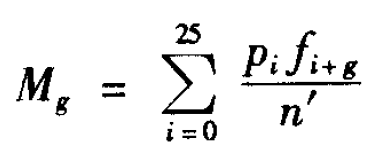 $M_g = \sum_{i=0}^{25} \frac{p_i f_{i+g}}{n'}$